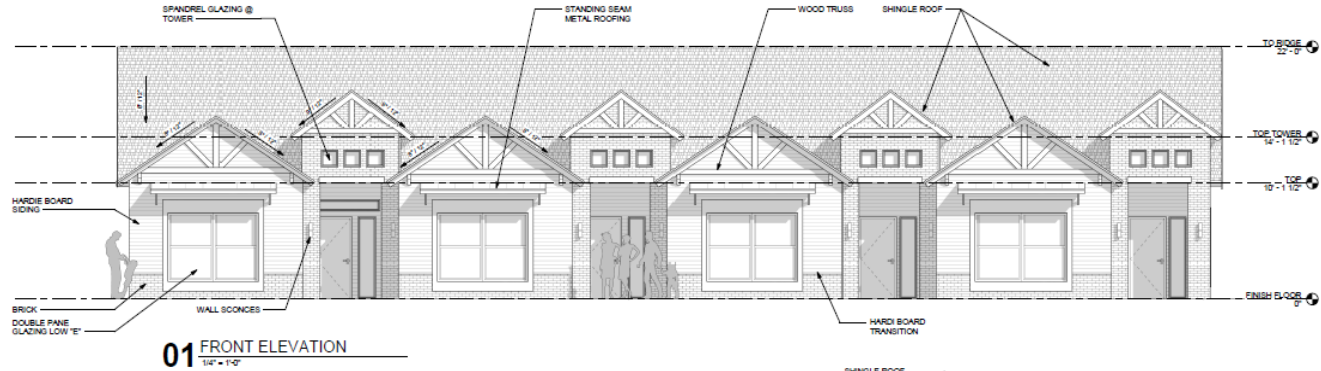 SPANDREL GLAZING @
TOWER
STANDING SEAM
METAL ROOFING
WOOD TRUSS
SHINGLE ROOF
TO RIDGE
22' - 0"
TOP TOWER
14' - 1 1/2"
TOP
10' - 1 1/2"
HARDIE BOARD
SIDING
BRICK
DOUBLE PANE
GLAZING LOW "E"
WALL SCONCES
HARDI BOARD
TRANSITION
FINISH FLOOR
0"
01 FRONT ELEVATION
1/4" = 1'-0"
SHINGLE ROOF